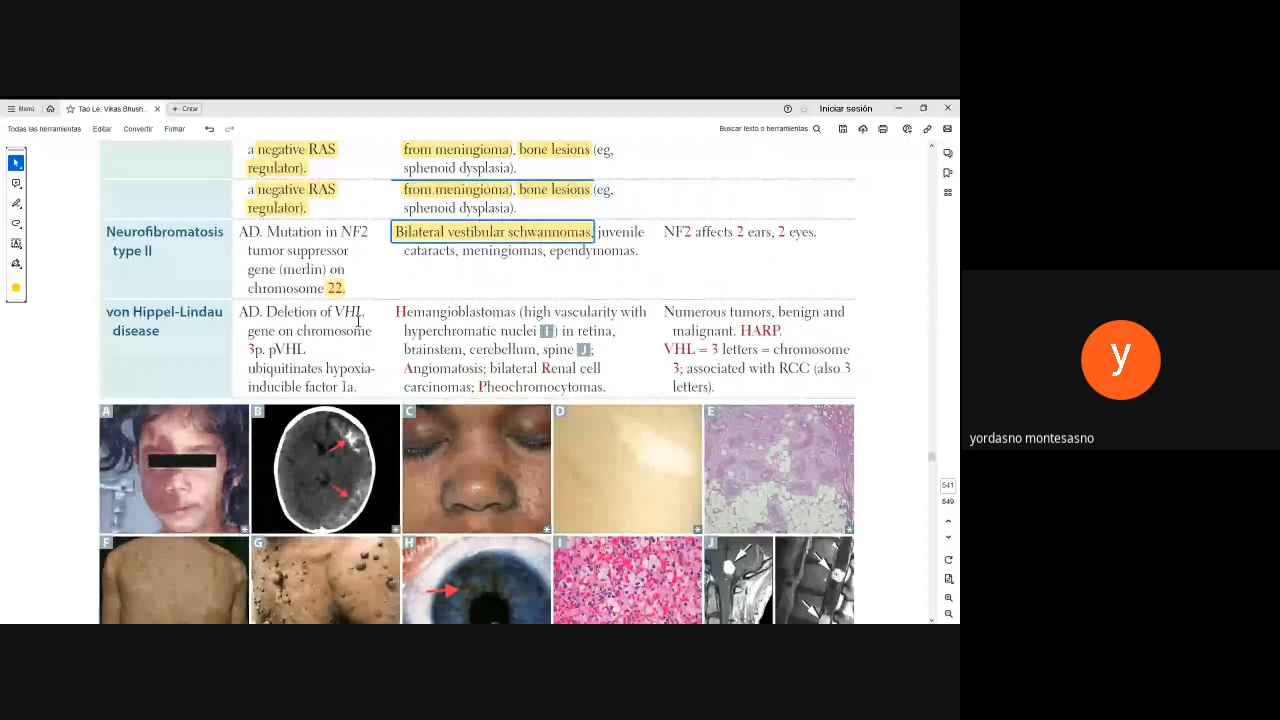 Menú
Tao Le, Vikas Bhush...
Crear
Iniciar sesión
Todas las herramientas
Editar
Convertir
Firmar
Buscar texto o herramientas
a negative RAS
regulator).
from meningioma), bone lesions (eg,
sphenoid dysplasia).
a negative RAS
regulator).
from meningioma), bone lesions (eg,
sphenoid dysplasia).
Neurofibromatosis
type II
AD. Mutation in NF2
tumor suppressor
gene (merlin) on
chromosome 22.
Bilateral vestibular schwannomas, juvenile
cataracts, meningiomas, ependymomas.
NF2 affects 2 ears, 2 eyes.
von Hippel-Lindau
disease
AD. Deletion of VHL
gene on chromosome
3p. pVHL
ubiquitinates hypoxia-
inducible factor 1a.
Hemangioblastomas (high vascularity with
hyperchromatic nuclei I) in retina,
brainstem, cerebellum, spine J;
Angiomatosis; bilateral Renal cell
carcinomas; Pheochromocytomas.
Numerous tumors, benign and
malignant. HARP.
VHL = 3 letters = chromosome
3; associated with RCC (also 3
letters).
A
B
C
D
E
F
G
H
I
J
541
849
y
yordasno montesasno